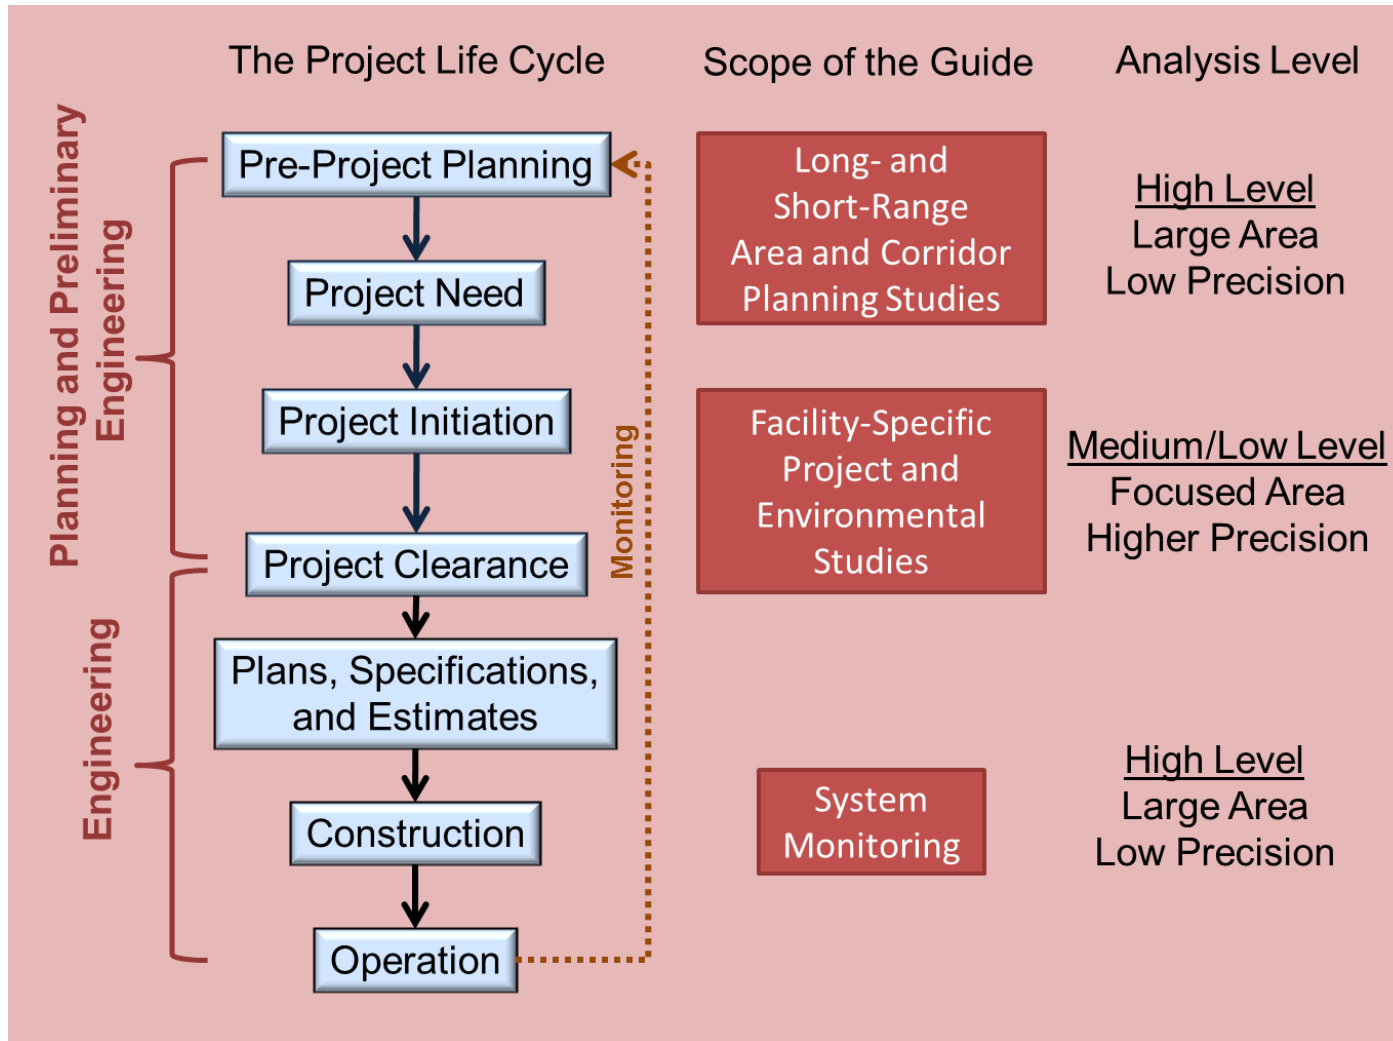 The Project Life Cycle
Scope of the Guide
Analysis Level
Planning and Preliminary
Engineering
Engineering
Pre-Project Planning
Project Need
Project Initiation
Project Clearance
Plans, Specifications,
and Estimates
Construction
Operation
Monitoring
Long- and
Short-Range
Area and Corridor
Planning Studies
Facility-Specific
Project and
Environmental
Studies
System
Monitoring
High Level
Large Area
Low Precision
Medium/Low Level
Focused Area
Higher Precision
High Level
Large Area
Low Precision